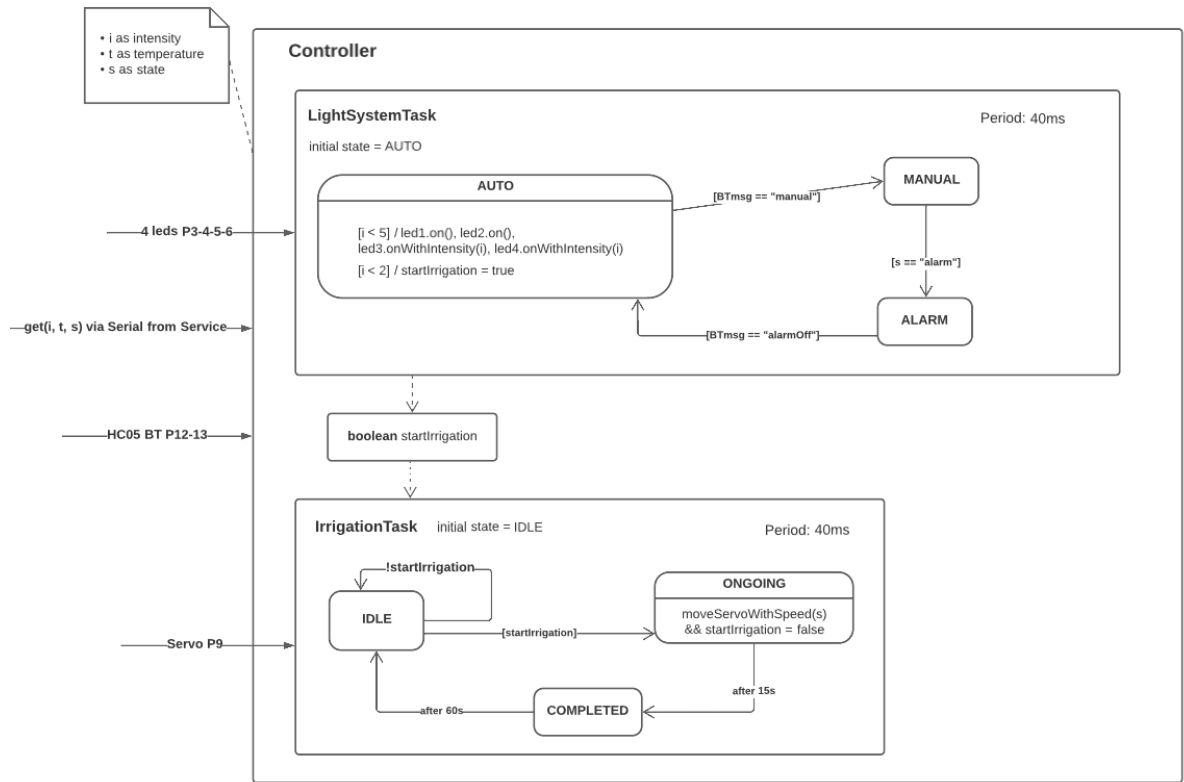 • i as intensity
• t as temperature
• s as state
Controller
LightSystemTask
Period: 40ms
initial state = AUTO
AUTO
[i < 5] / led1.on(), led2.on(),
led3.onWithIntensity(i), led4.onWithIntensity(i)
[i < 2] / startIrrigation = true
[BTmsg == "manual"]
MANUAL
[s == "alarm"]
ALARM
[BTmsg == "alarmOff"]
4 leds P3-4-5-6
get(i, t, s) via Serial from Service
HC05 BT P12-13
boolean startIrrigation
IrrigationTask
initial state = IDLE
Period: 40ms
!startIrrigation
IDLE
[startIrrigation]
ONGOING
moveServoWithSpeed(s)
&& startIrrigation = false
Servo P9
after 15s
COMPLETED
after 60s